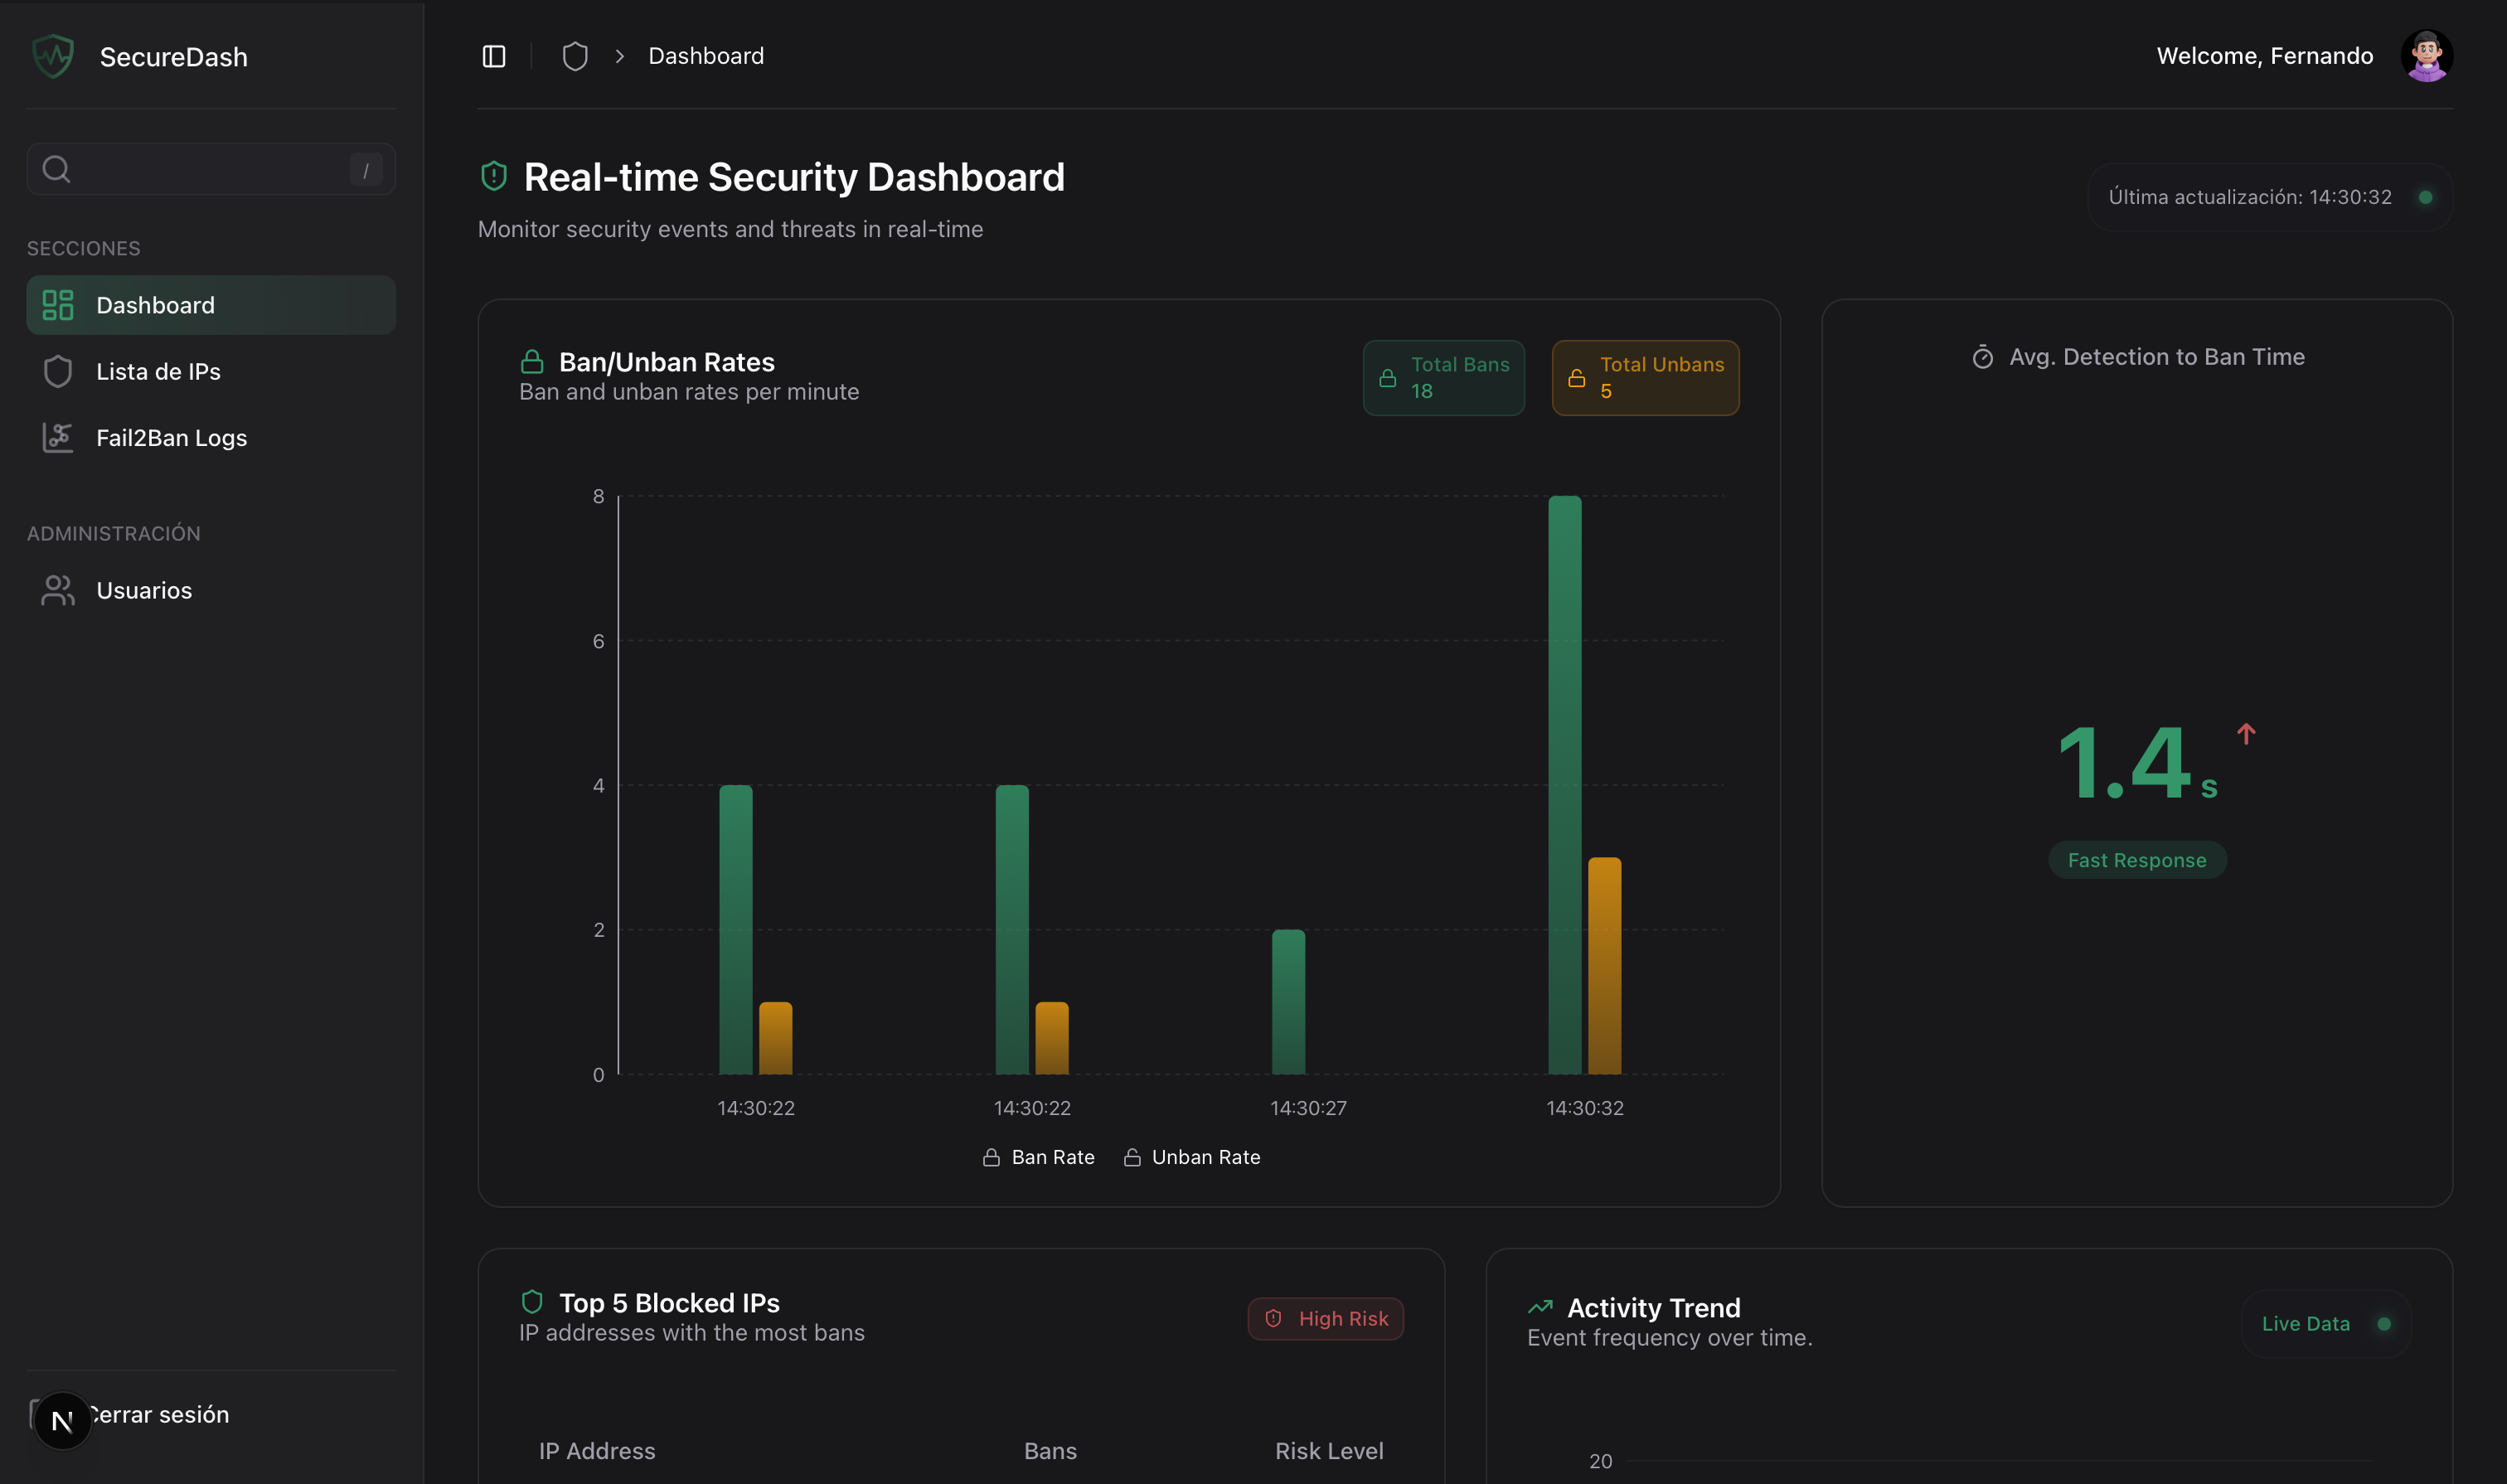 SecureDash
/
SECCIONES
Dashboard
Lista de IPs
Fail2Ban Logs
ADMINISTRACIÓN
Usuarios
N
Cerrar sesión
Dashboard
Welcome, Fernando
Real-time Security Dashboard
Monitor security events and threats in real-time
Última actualización: 14:30:32
Ban/Unban Rates
Ban and unban rates per minute
Total Bans
18
Total Unbans
5
8
6
4
2
0
14:30:22
14:30:22
14:30:27
14:30:32
Ban Rate
Unban Rate
Avg. Detection to Ban Time
1.4 s
Fast Response
Top 5 Blocked IPs
IP addresses with the most bans
High Risk
IP Address
Bans
Risk Level
Activity Trend
Event frequency over time.
Live Data
20